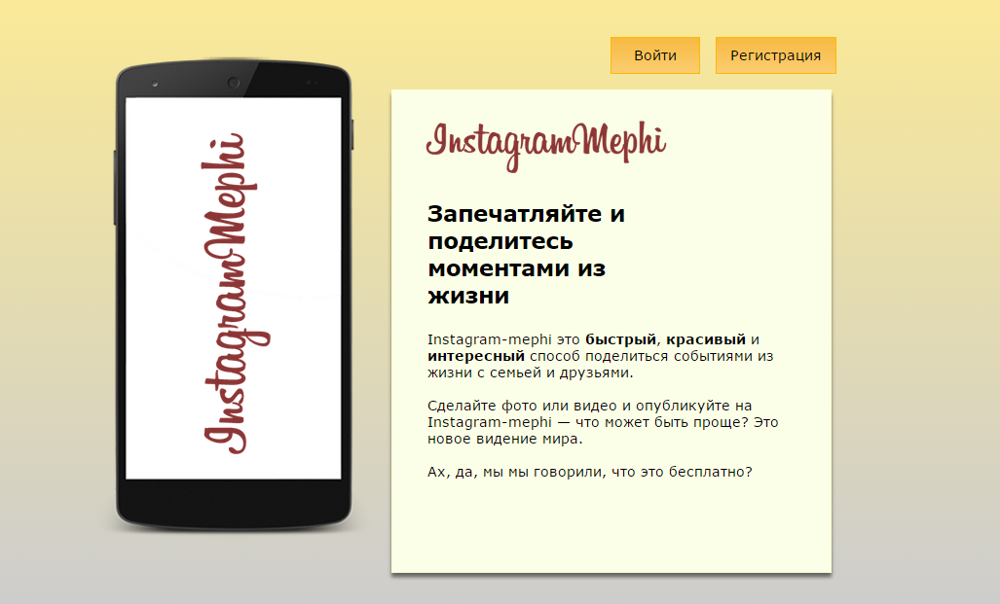 Войти
Регистрация
InstagramMephi
InstagramMephi
Запечатляйте и
поделитесь
моментами из
жизни
Instagram-mephi это быстрый, красивый и
интересный способ поделиться событиями из
жизни с семьей и друзьями.
Сделайте фото или видео и опубликуйте на
Instagram-mephi — что может быть проще? Это
новое видение мира.
Ах, да, мы мы говорили, что это бесплатно?